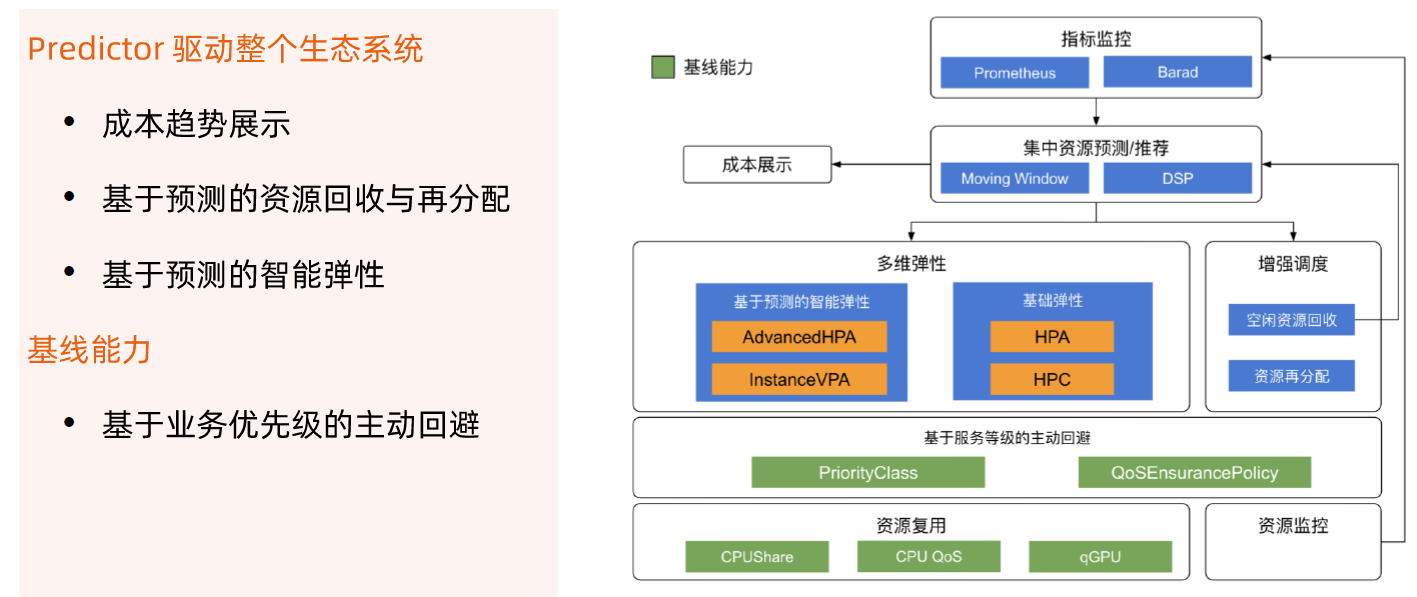 Predictor 驱动整个生态系统
• 成本趋势展示
• 基于预测的资源回收与再分配
• 基于预测的智能弹性
基线能力
• 基于业务优先级的主动回避
基线能力
指标监控
Prometheus
Barad
集中资源预测/推荐
Moving Window
DSP
成本展示
多维弹性
基于预测的智能弹性
AdvancedHPA
InstanceVPA
基础弹性
HPA
HPC
增强调度
空闲资源回收
资源再分配
基于服务等级的主动回避
PriorityClass
QoSEnsurancePolicy
资源复用
CPUShare
CPU QoS
qGPU
资源监控